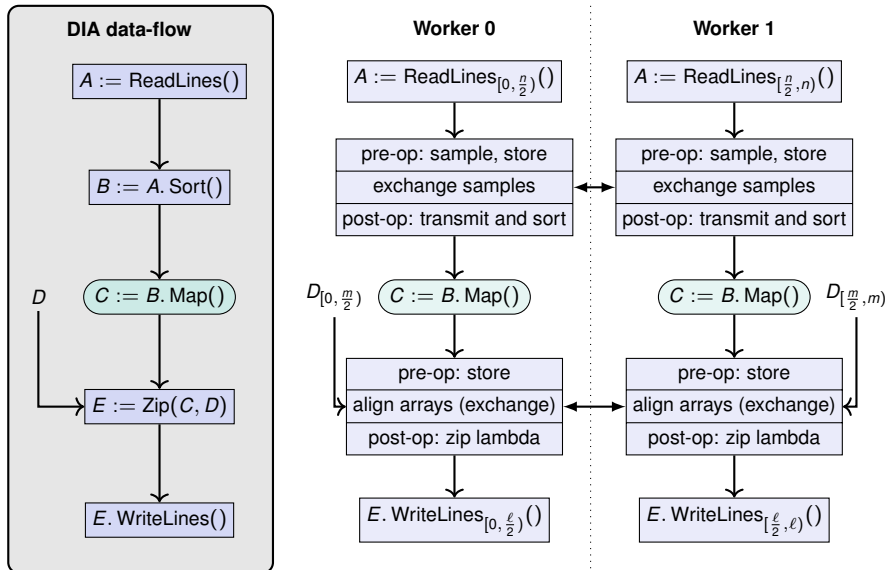 DIA data-flow
A := ReadLines()
B := A. Sort()
D
C := B. Map()
E := Zip(C, D)
E. WriteLines()
Worker 0
A := ReadLines[0, n/2)()
pre-op: sample, store
exchange samples
post-op: transmit and sort
D[0, m/2)
C := B. Map()
pre-op: store
align arrays (exchange)
post-op: zip lambda
E. WriteLines[0, ℓ/2)()
Worker 1
A := ReadLines[n/2, n)()
pre-op: sample, store
exchange samples
post-op: transmit and sort
C := B. Map()
D[m/2, m)
pre-op: store
align arrays (exchange)
post-op: zip lambda
E. WriteLines[ℓ/2, ℓ)()